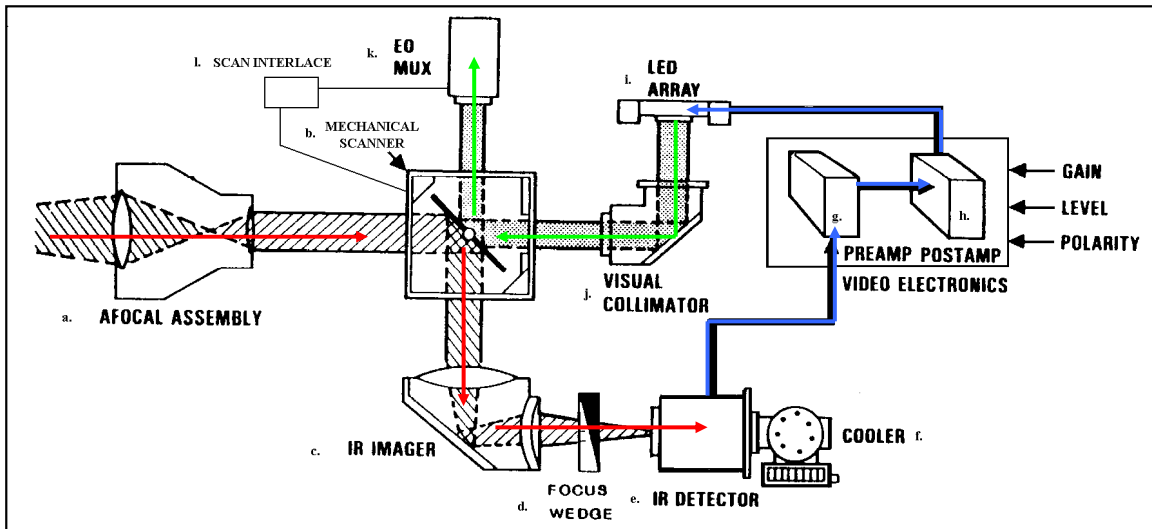 k. EO
MUX
l. SCAN INTERLACE
i. LED
ARRAY
b. MECHANICAL
SCANNER
GAIN
g. h. LEVEL
PREAMP POSTAMP POLARITY
VIDEO ELECTRONICS
j. VISUAL
COLLIMATOR
a. AFOCAL ASSEMBLY
c. IR IMAGER
COOLER f.
d. FOCUS
WEDGE
e. IR DETECTOR